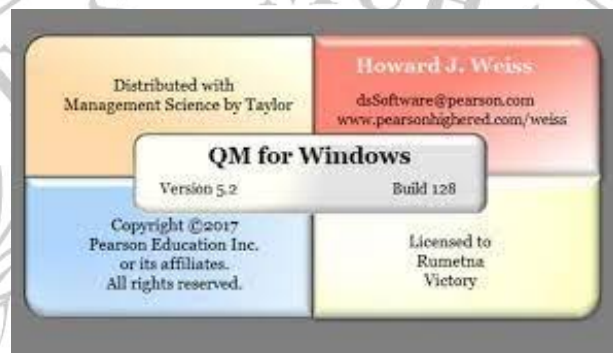 Distributed with
Management Science by Taylor
Howard J. Weiss
dsSoftware@pearson.com
www.pearsonhighered.com/weiss
QM for Windows
Version 5.2 Build 128
Copyright ©2017
Pearson Education Inc.
or its affiliates.
All rights reserved.
Licensed to
Rumetna
Victory